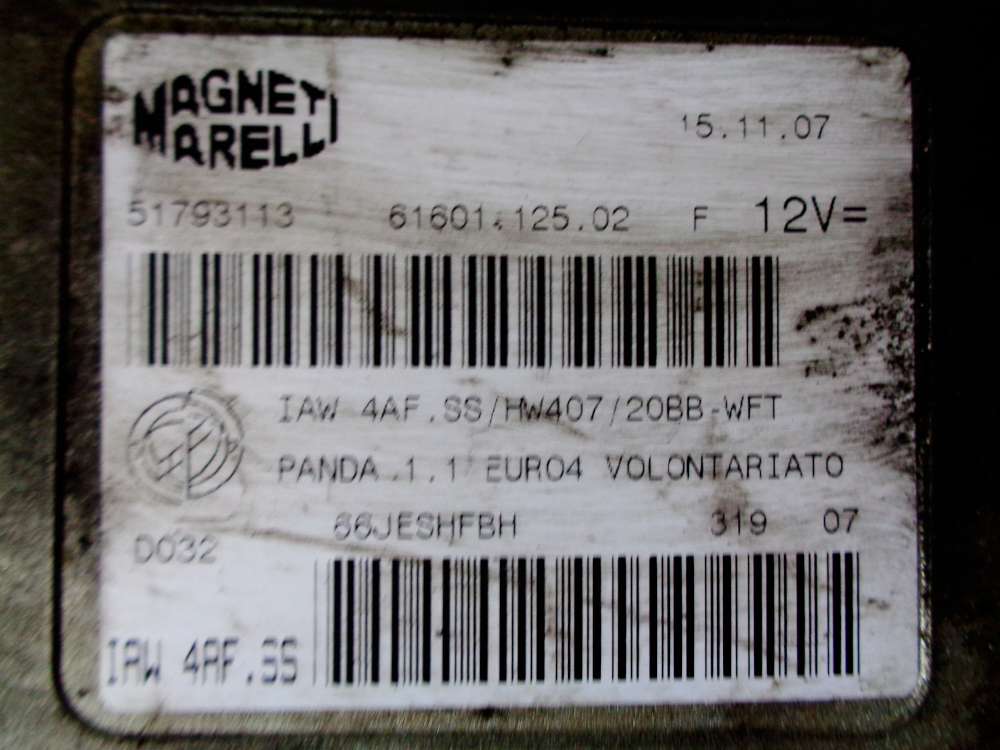 MAGNETI
MARELLI
15.11.07
51793113 61601.125.02 F 12V=
IAW 4AF.SS/HW407/20BB-WFT
PANDA 1.1 EURO4 VOLONTARIATO
66JESHFBH 319 07
D032
IAW 4AF.SS